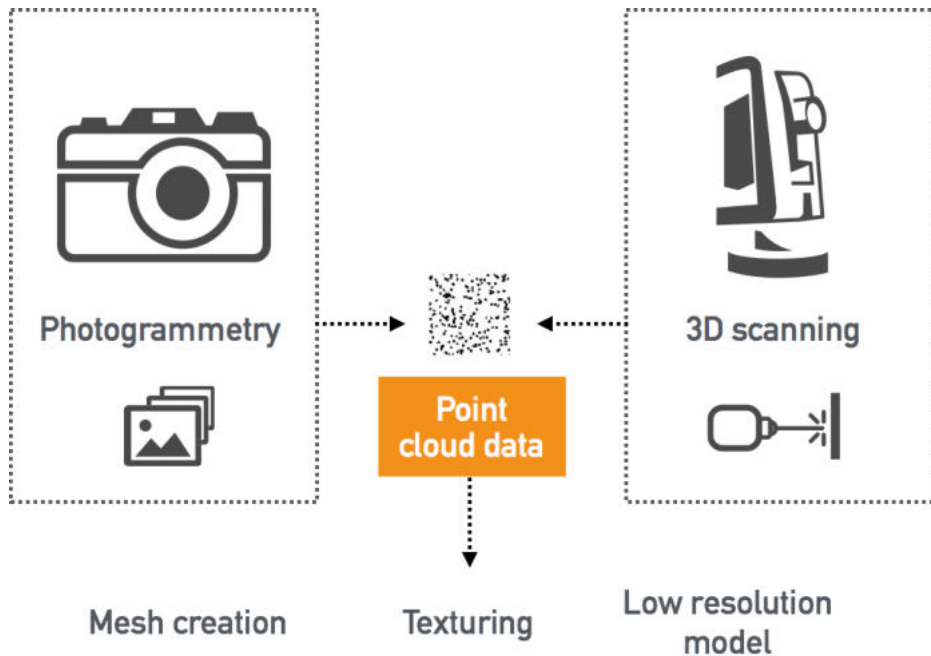 Photogrammetry
3D scanning
Point
cloud data
Mesh creation
Texturing
Low resolution
model